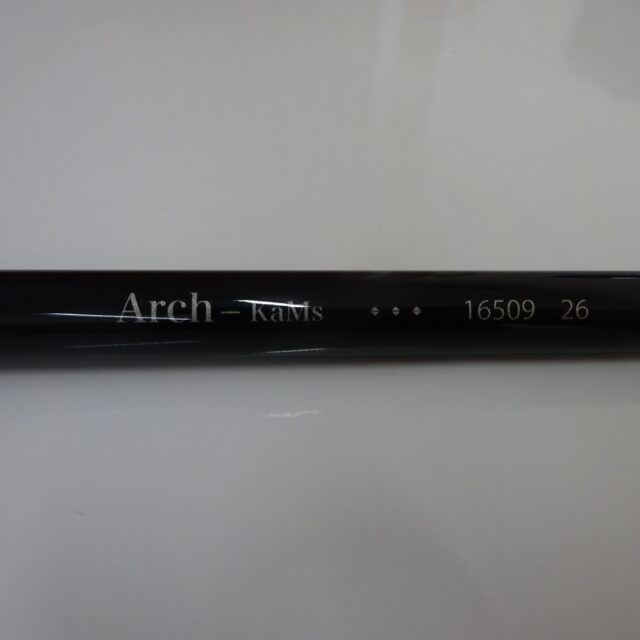 Arch – KaMs ◆ ◆ ◆ 16509 26